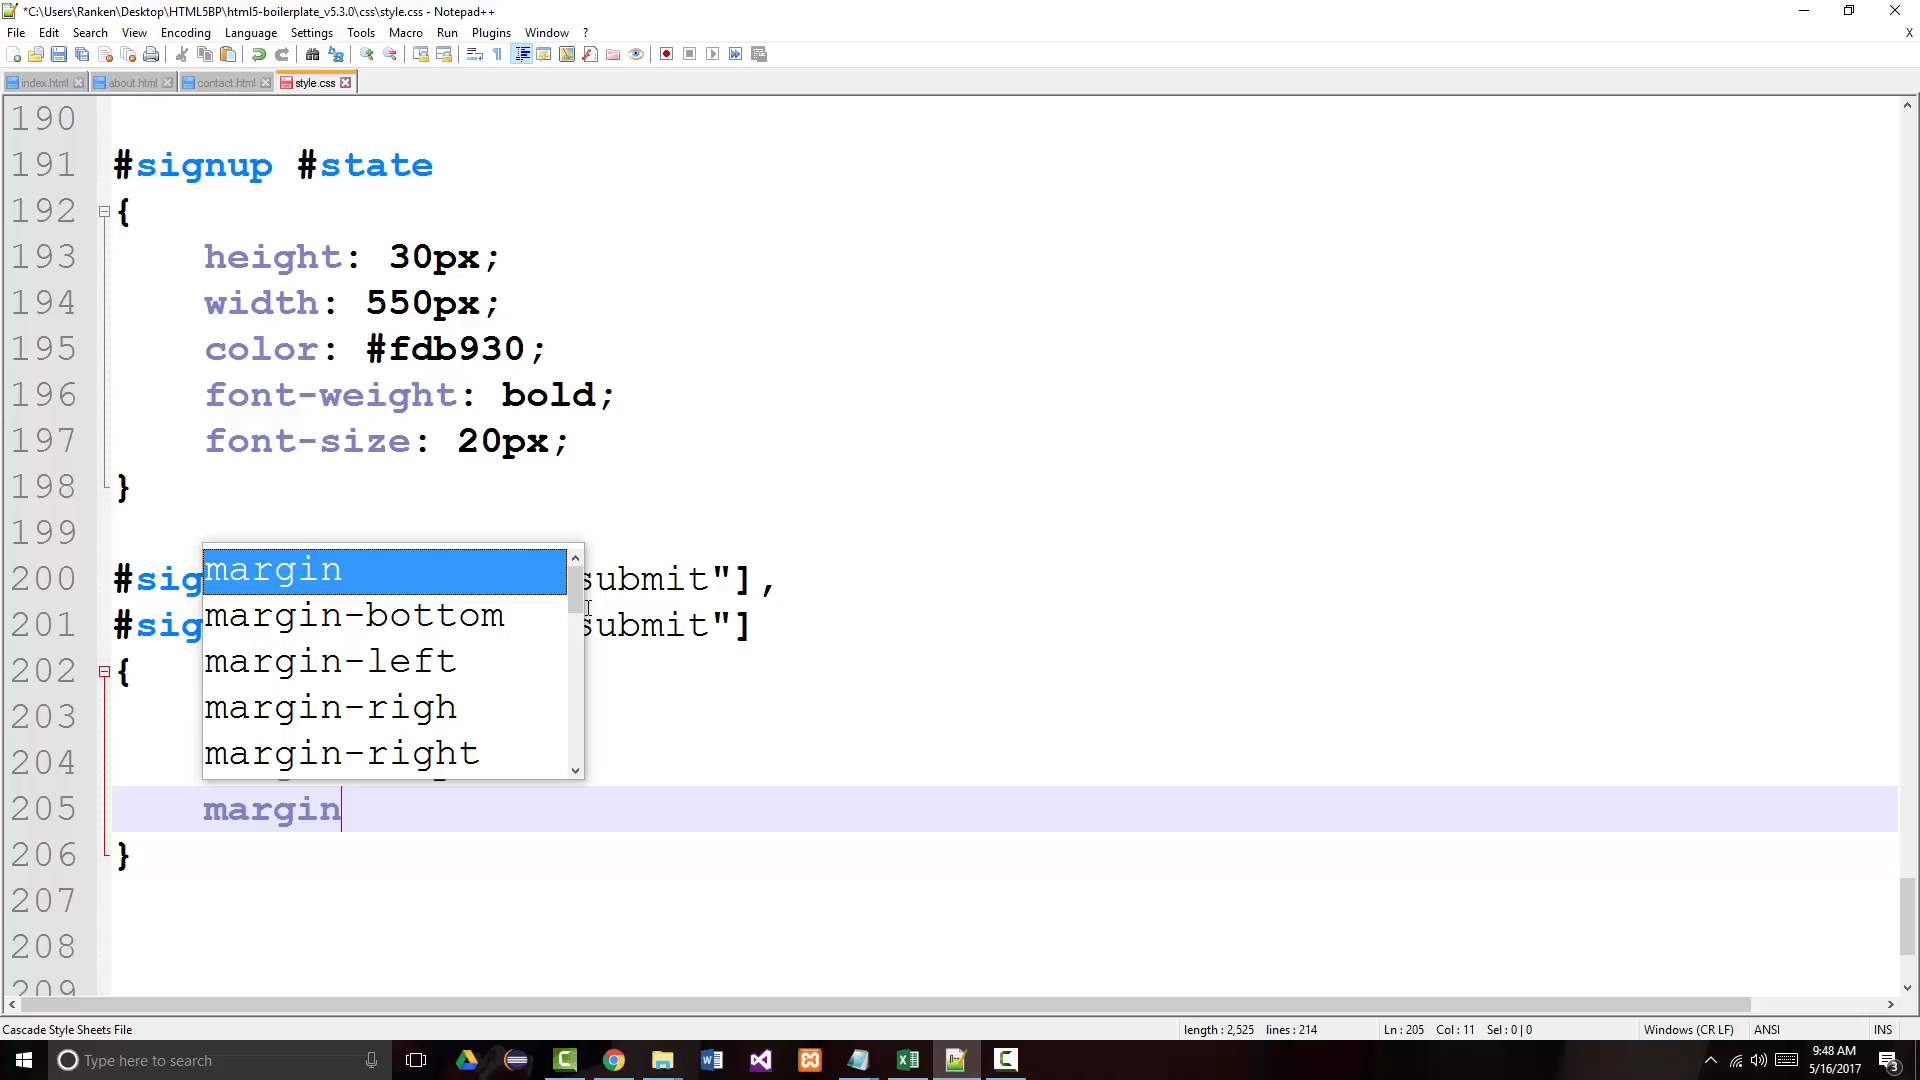 *C:\Users\Ranken\Desktop\HTML5BP\html5-boilerplate_v5.3.0\css\style.css - Notepad++
File Edit Search View Encoding Language Settings Tools Macro Run Plugins Window ? X
index.html about.html contact.html style.css
190
191 #signup #state
192 {
193 height: 30px;
194 width: 550px;
195 color: #fdb930;
196 font-weight: bold;
197 font-size: 20px;
198 }
199
200 #sig submit"],
201 #sig submit"]
202 {
203
204
205 margin
206 }
207
208
209
margin
margin-bottom
margin-left
margin-righ
margin-right
Cascade Style Sheets File length : 2,525 lines : 214 Ln : 205 Col : 11 Sel : 0 | 0 Windows (CR LF) ANSI INS
Type here to search 9:48 AM
5/16/2017 3